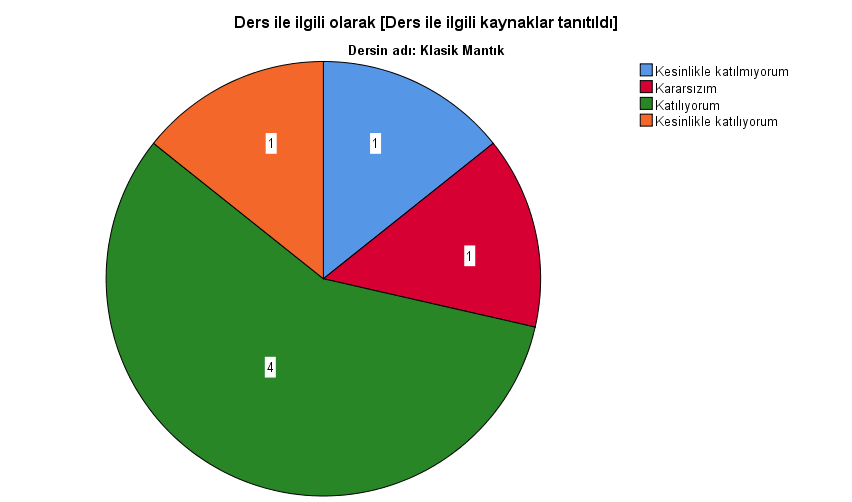 Ders ile ilgili olarak [Ders ile ilgili kaynaklar tanıtıldı]
Dersin adı: Klasik Mantık
Kesinlikle katılmıyorum
Kararsızım
Katılıyorum
Kesinlikle katılıyorum
1
1
1
4